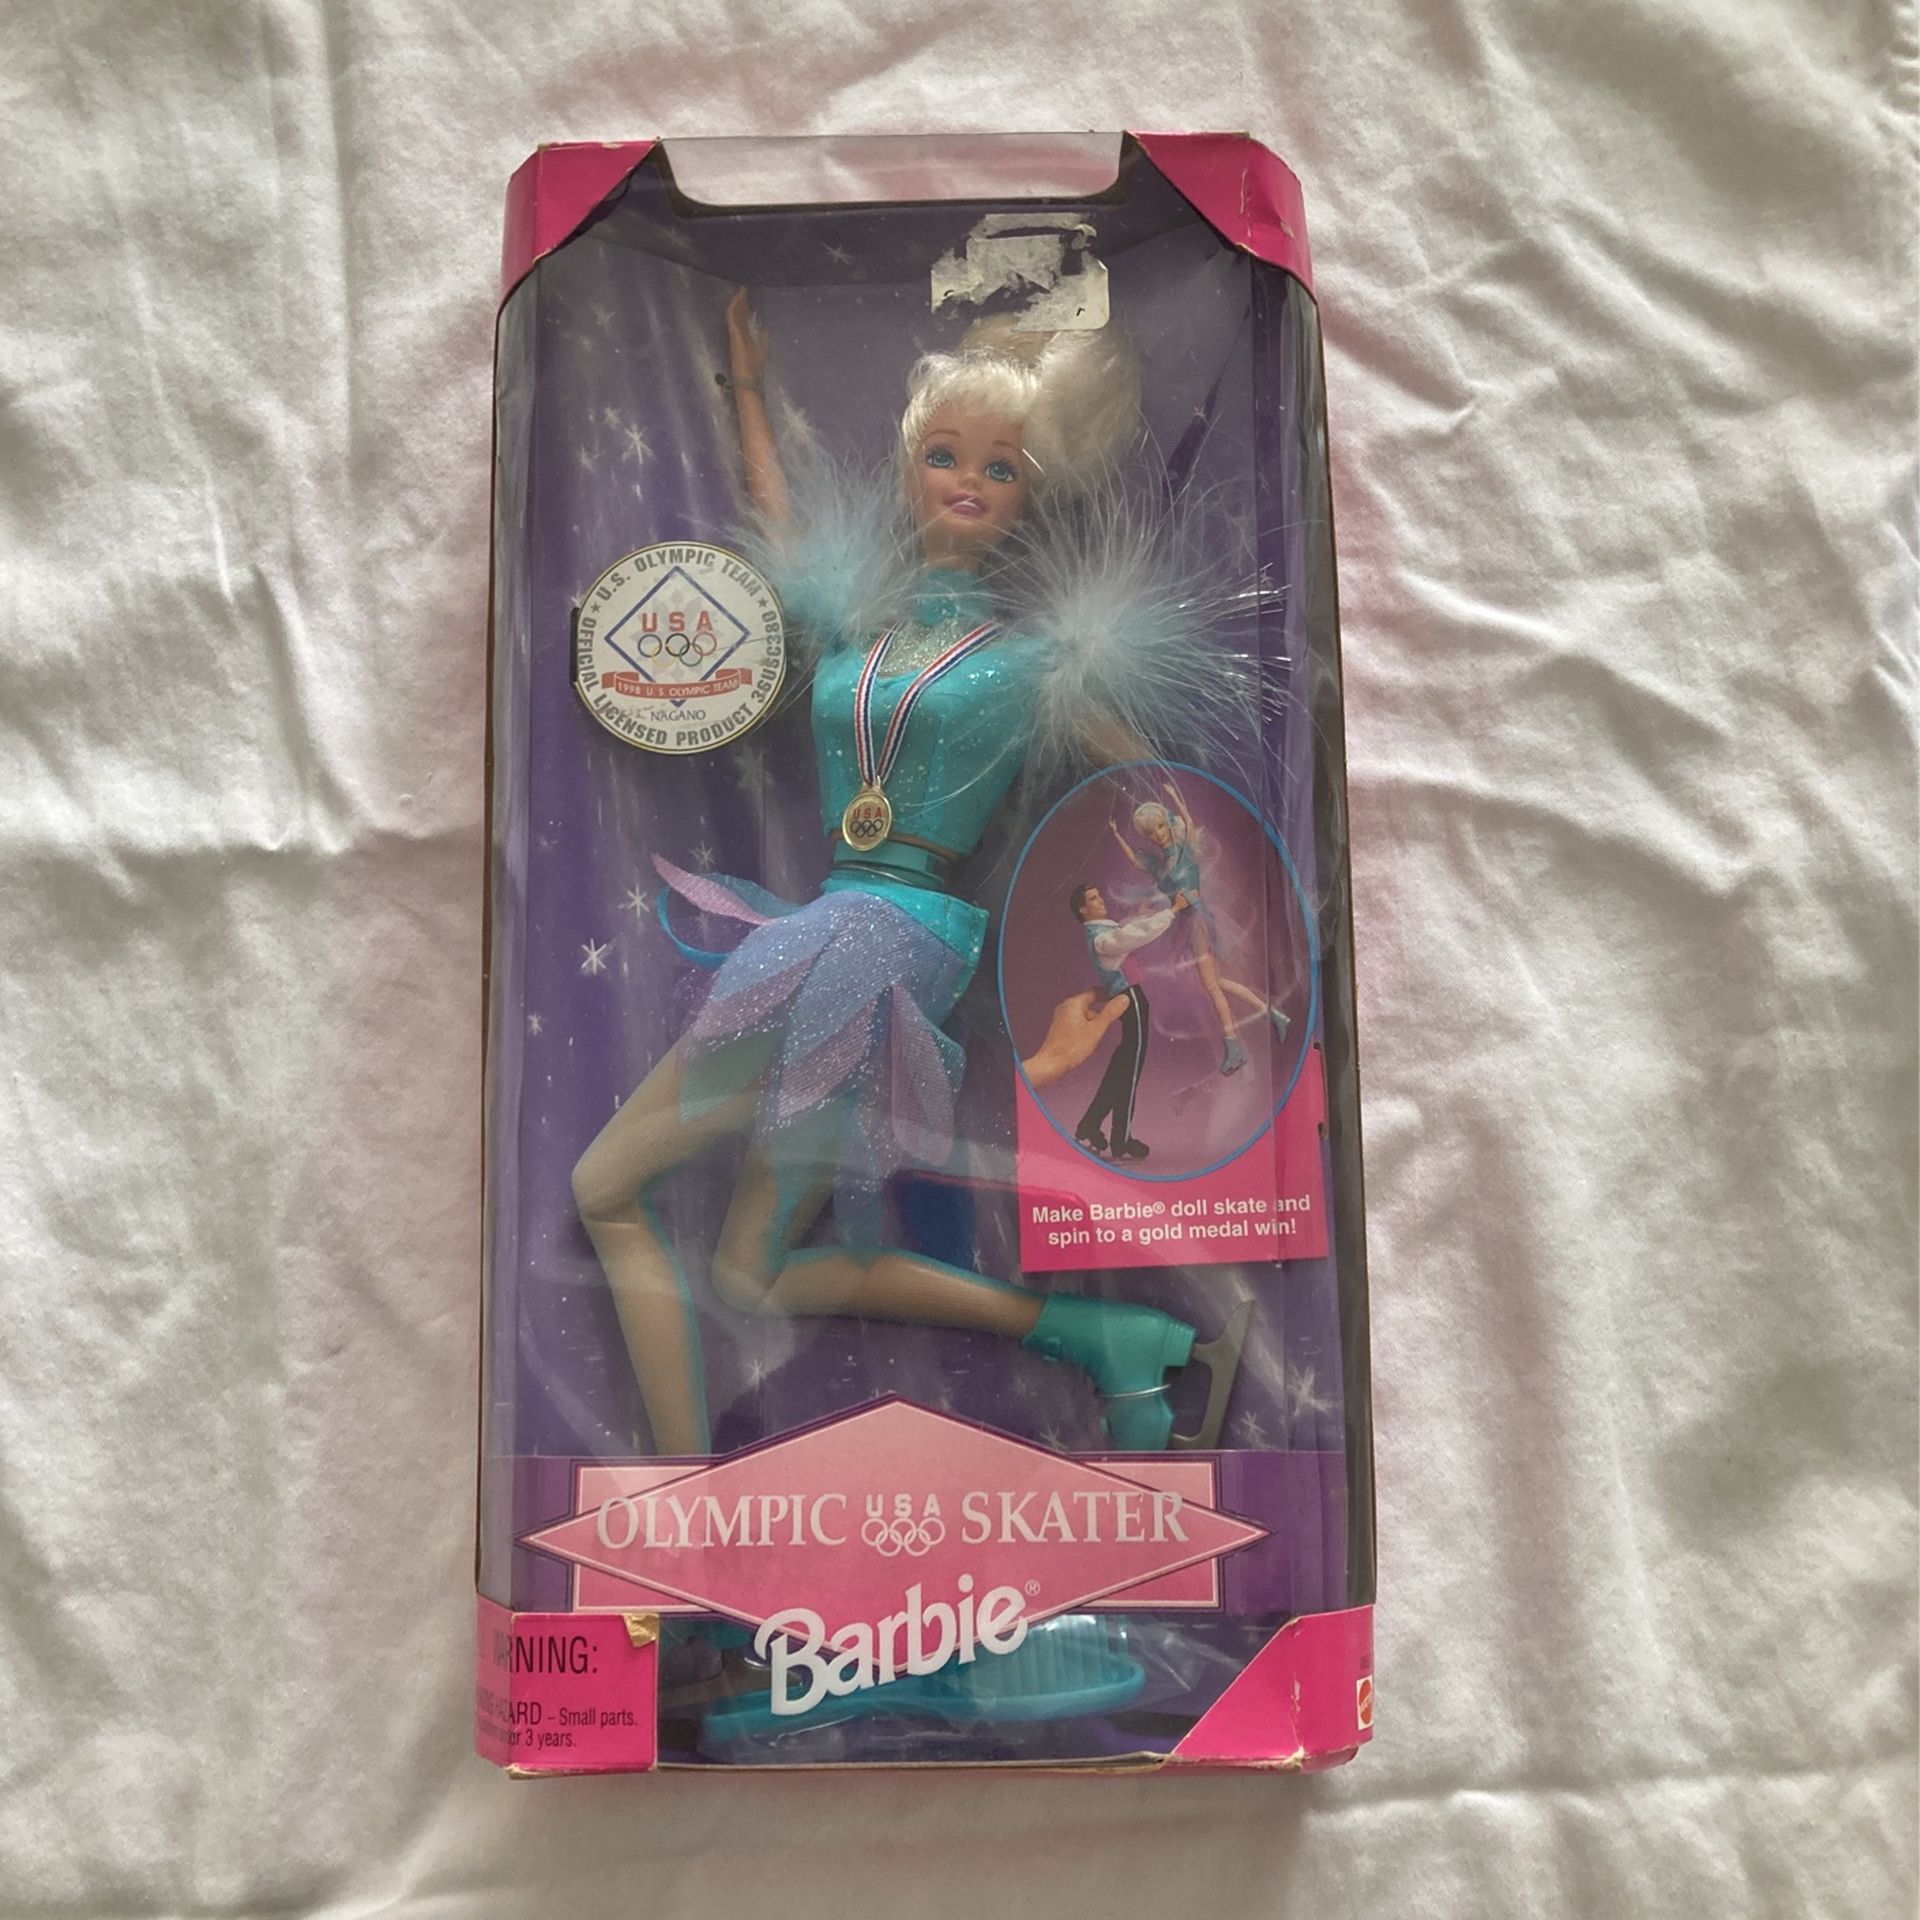 ★ U.S. OLYMPIC TEAM ★
OFFICIAL LICENSED PRODUCT 36USC380
USA
1998 U.S. OLYMPIC TEAM
NAGANO
USA
Make Barbie® doll skate and
spin to a gold medal win!
OLYMPIC USA SKATER
Barbie®
WARNING:
HAZARD – Small parts.
3 years.